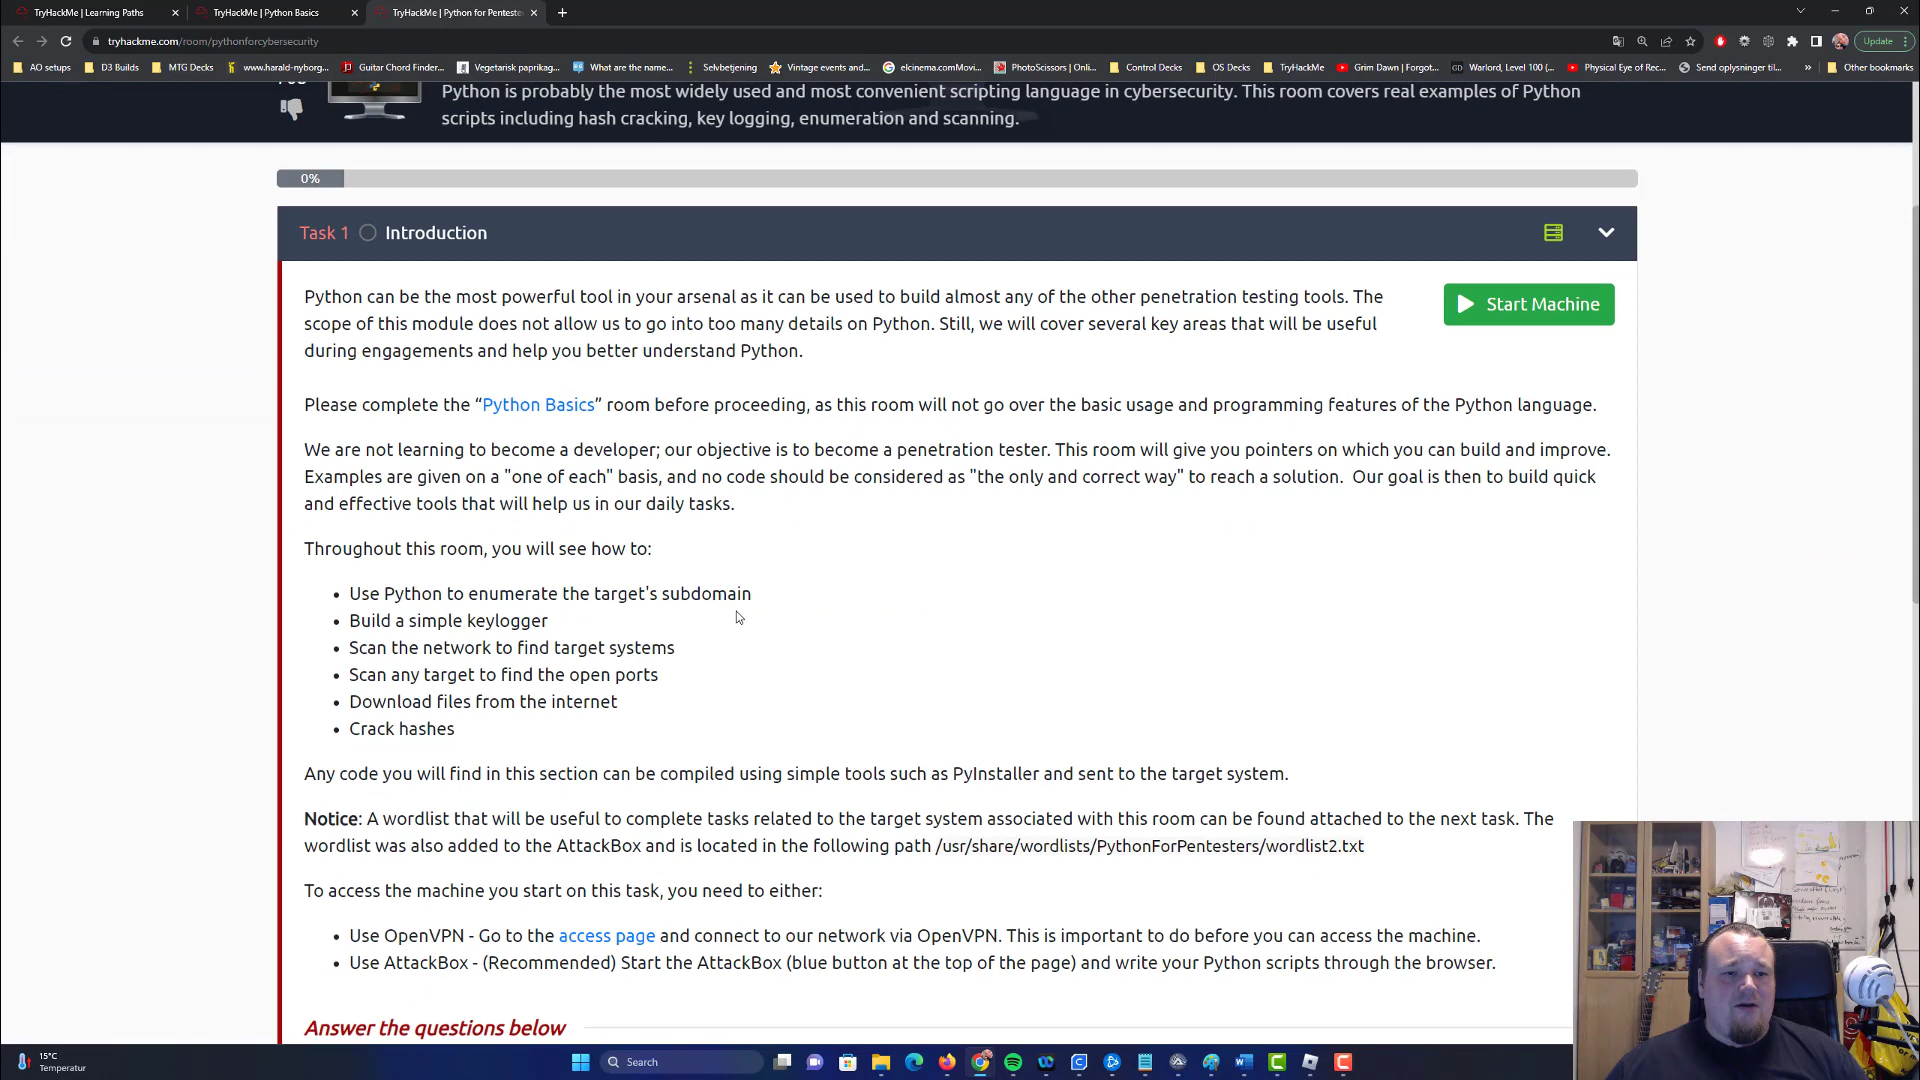 TryHackMe | Learning Paths
TryHackMe | Python Basics
TryHackMe | Python for Pentester
tryhackme.com/room/pythonforcybersecurity
Update
AO setups
D3 Builds
MTG Decks
www.harald-nyborg...
Guitar Chord Finder...
Vegetarisk paprikag...
What are the name...
Selvbetjening
Vintage events and...
elcinema.comMovi...
PhotoScissors | Onli...
Control Decks
OS Decks
TryHackMe
Grim Dawn | Forgot...
Warlord, Level 100 (...
Physical Eye of Rec...
Send oplysninger til...
Other bookmarks
Python is probably the most widely used and most convenient scripting language in cybersecurity. This room covers real examples of Python
scripts including hash cracking, key logging, enumeration and scanning.
0%
Task 1 Introduction
Start Machine
Python can be the most powerful tool in your arsenal as it can be used to build almost any of the other penetration testing tools. The
scope of this module does not allow us to go into too many details on Python. Still, we will cover several key areas that will be useful
during engagements and help you better understand Python.
Please complete the “Python Basics” room before proceeding, as this room will not go over the basic usage and programming features of the Python language.
We are not learning to become a developer; our objective is to become a penetration tester. This room will give you pointers on which you can build and improve.
Examples are given on a "one of each" basis, and no code should be considered as "the only and correct way" to reach a solution. Our goal is then to build quick
and effective tools that will help us in our daily tasks.
Throughout this room, you will see how to:
• Use Python to enumerate the target's subdomain
• Build a simple keylogger
• Scan the network to find target systems
• Scan any target to find the open ports
• Download files from the internet
• Crack hashes
Any code you will find in this section can be compiled using simple tools such as PyInstaller and sent to the target system.
Notice: A wordlist that will be useful to complete tasks related to the target system associated with this room can be found attached to the next task. The
wordlist was also added to the AttackBox and is located in the following path /usr/share/wordlists/PythonForPentesters/wordlist2.txt
To access the machine you start on this task, you need to either:
• Use OpenVPN - Go to the access page and connect to our network via OpenVPN. This is important to do before you can access the machine.
• Use AttackBox - (Recommended) Start the AttackBox (blue button at the top of the page) and write your Python scripts through the browser.
Answer the questions below
15°C
Temperatur
Search